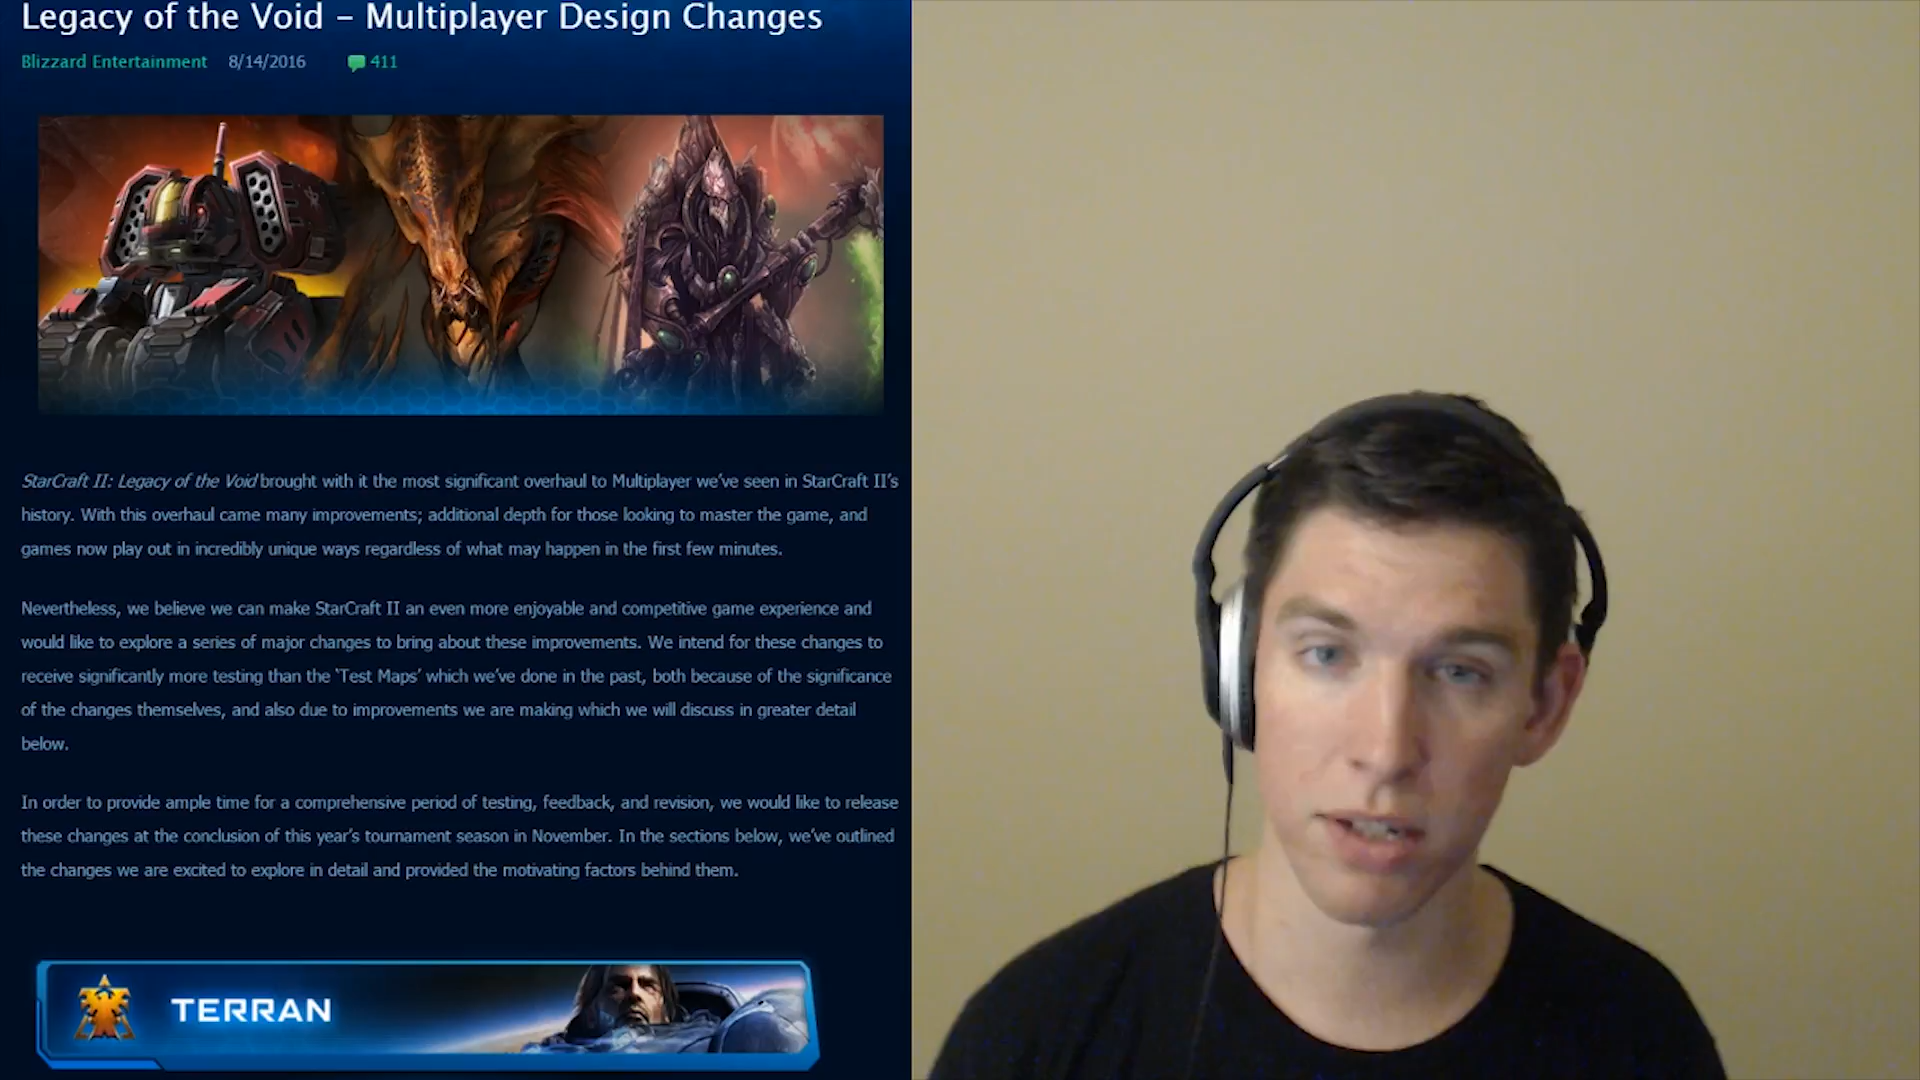 Legacy of the Void – Multiplayer Design Changes
Blizzard Entertainment 8/14/2016 411
StarCraft II: Legacy of the Void brought with it the most significant overhaul to Multiplayer we've seen in StarCraft II's
history. With this overhaul came many improvements; additional depth for those looking to master the game, and
games now play out in incredibly unique ways regardless of what may happen in the first few minutes.
Nevertheless, we believe we can make StarCraft II an even more enjoyable and competitive game experience and
would like to explore a series of major changes to bring about these improvements. We intend for these changes to
receive significantly more testing than the 'Test Maps' which we've done in the past, both because of the significance
of the changes themselves, and also due to improvements we are making which we will discuss in greater detail
below.
In order to provide ample time for a comprehensive period of testing, feedback, and revision, we would like to release
these changes at the conclusion of this year's tournament season in November. In the sections below, we've outlined
the changes we are excited to explore in detail and provided the motivating factors behind them.
TERRAN